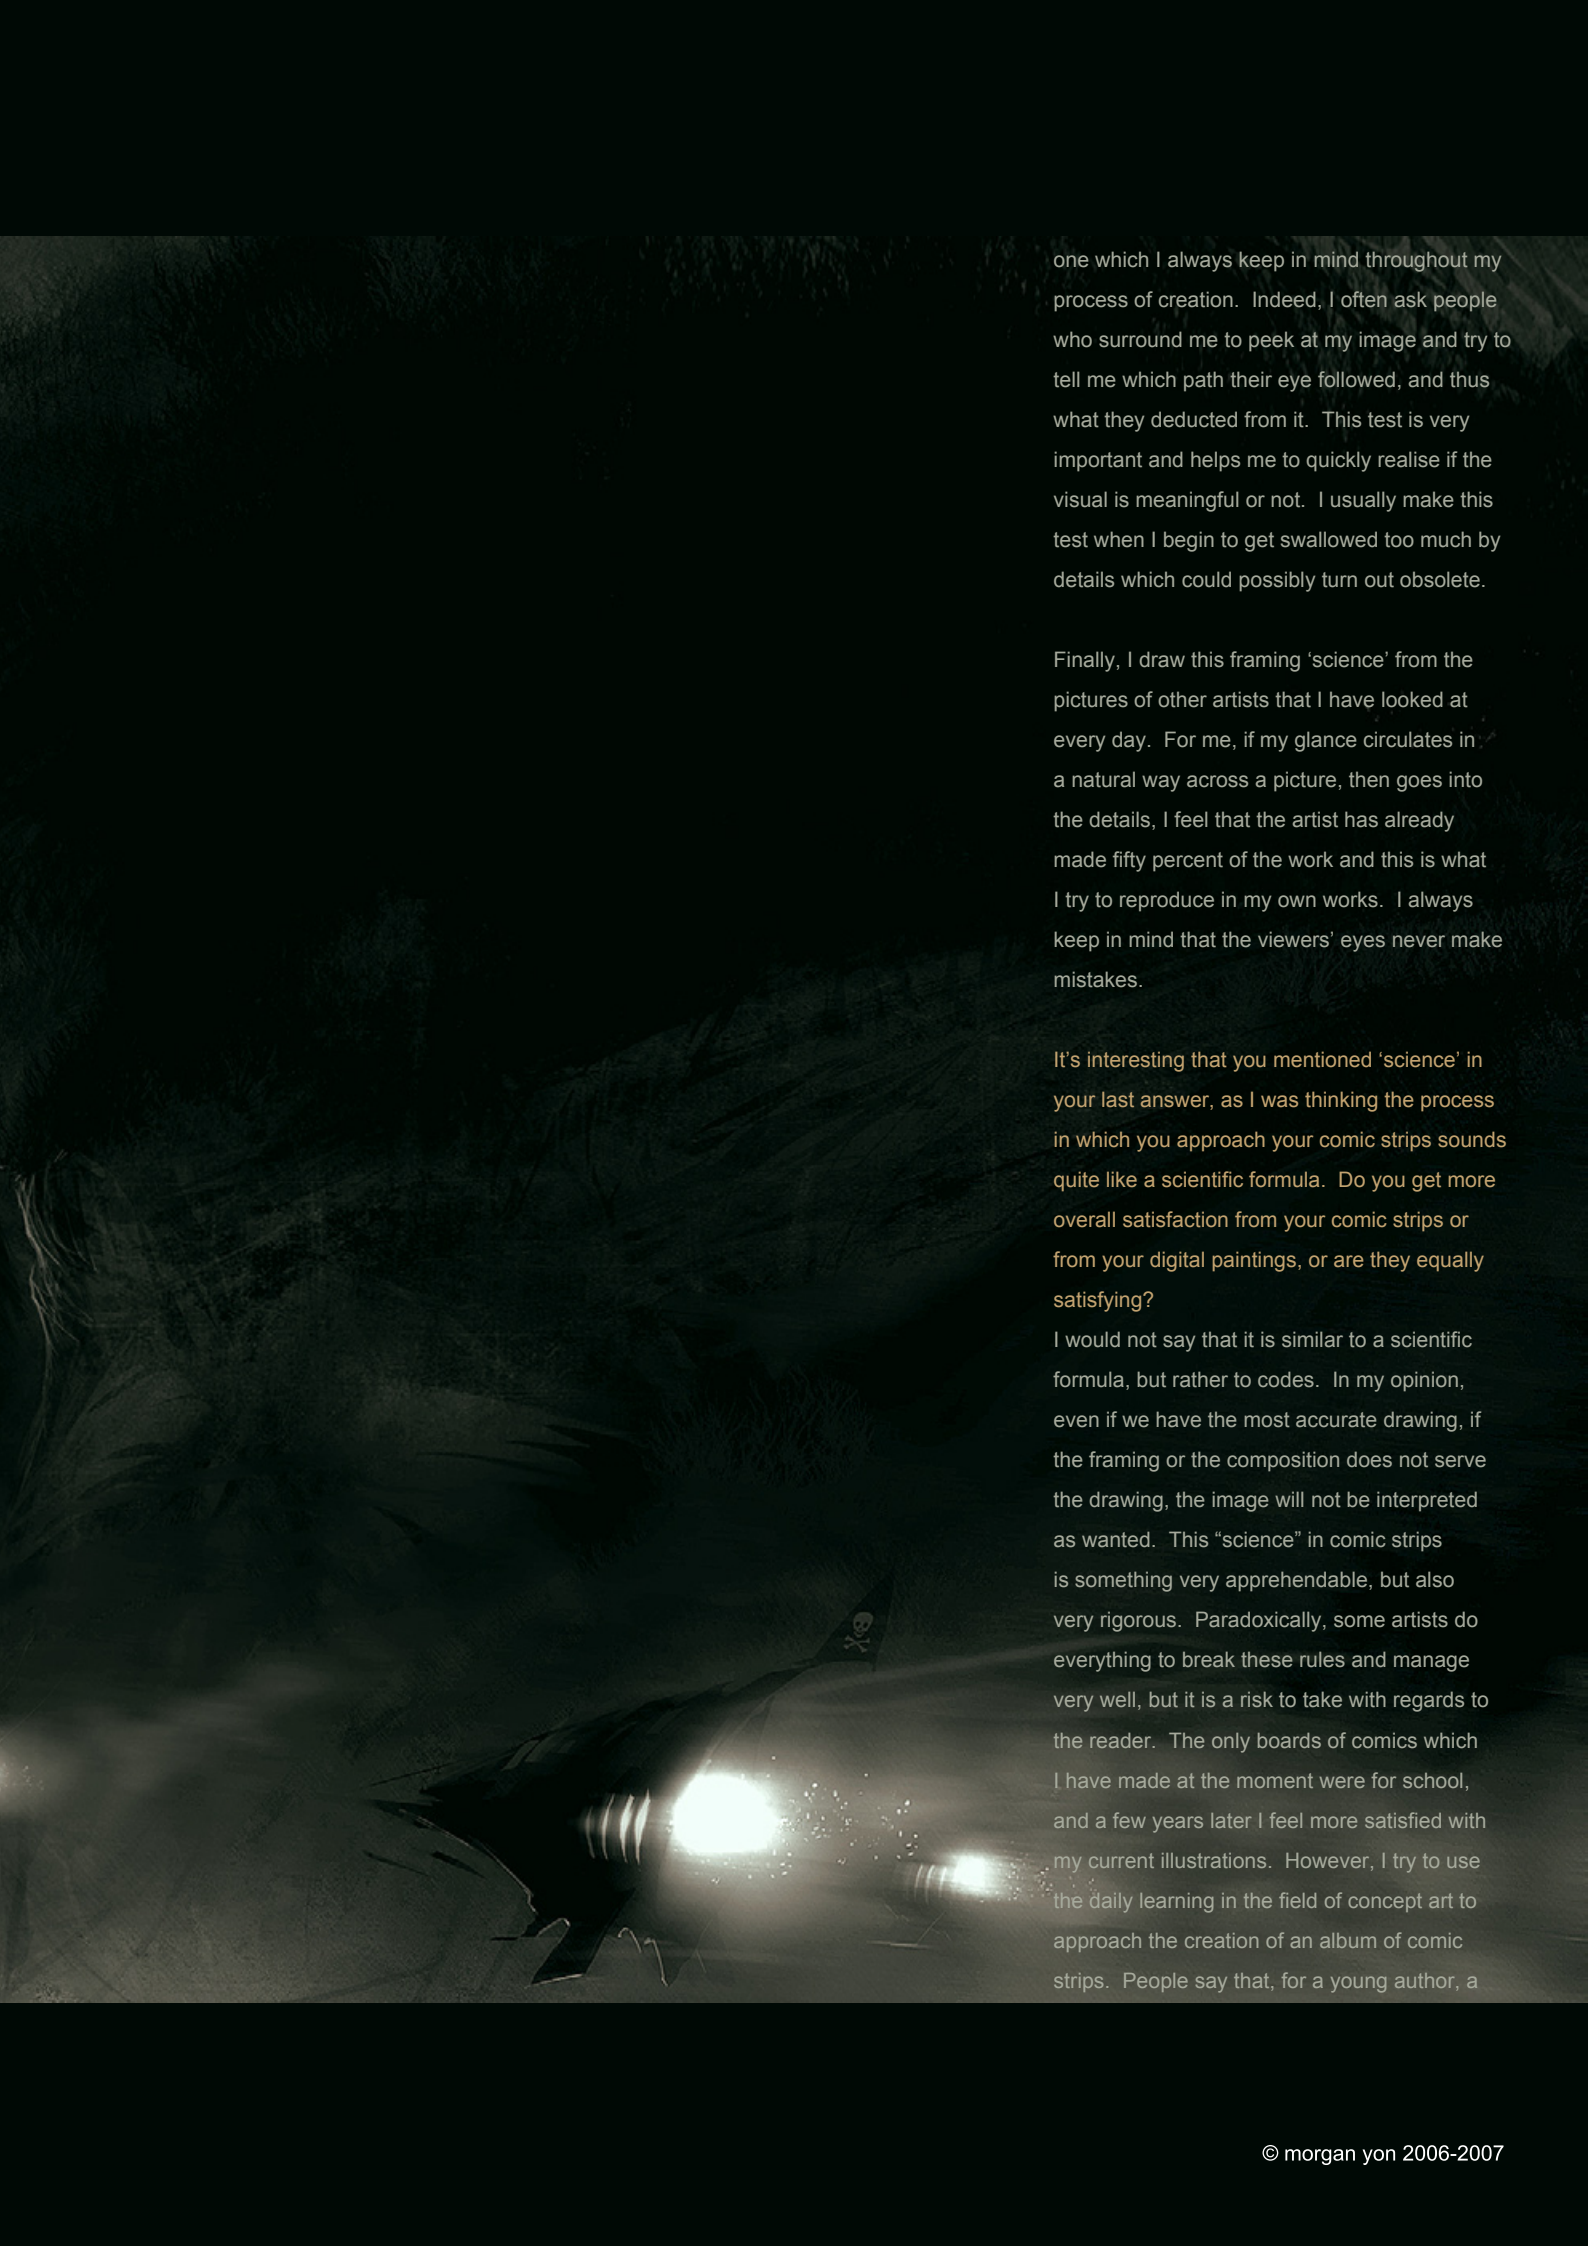 one which I always keep in mind throughout my
process of creation.  Indeed, I often ask people
who surround me to peek at my image and try to
tell me which path their eye followed, and thus
what they deducted from it.  This test is very
important and helps me to quickly realise if the
visual is meaningful or not.  I usually make this
test when I begin to get swallowed too much by
details which could possibly turn out obsolete.
Finally, I draw this framing ‘science’ from the
pictures of other artists that I have looked at
every day.  For me, if my glance circulates in
a natural way across a picture, then goes into
the details, I feel that the artist has already
made fifty percent of the work and this is what
I try to reproduce in my own works.  I always
keep in mind that the viewers’ eyes never make
mistakes.
It’s interesting that you mentioned ‘science’ in
your last answer, as I was thinking the process
in which you approach your comic strips sounds
quite like a scientific formula.  Do you get more
overall satisfaction from your comic strips or
from your digital paintings, or are they equally
satisfying?
I would not say that it is similar to a scientific
formula, but rather to codes.  In my opinion,
even if we have the most accurate drawing, if
the framing or the composition does not serve
the drawing, the image will not be interpreted
as wanted.  This “science” in comic strips
is something very apprehendable, but also
very rigorous.  Paradoxically, some artists do
everything to break these rules and manage
very well, but it is a risk to take with regards to
the reader.  The only boards of comics which
I have made at the moment were for school,
and a few years later I feel more satisfied with
my current illustrations.  However, I try to use
the daily learning in the field of concept art to
approach the creation of an album of comic
strips.  People say that, for a young author, a
© morgan yon 2006-2007